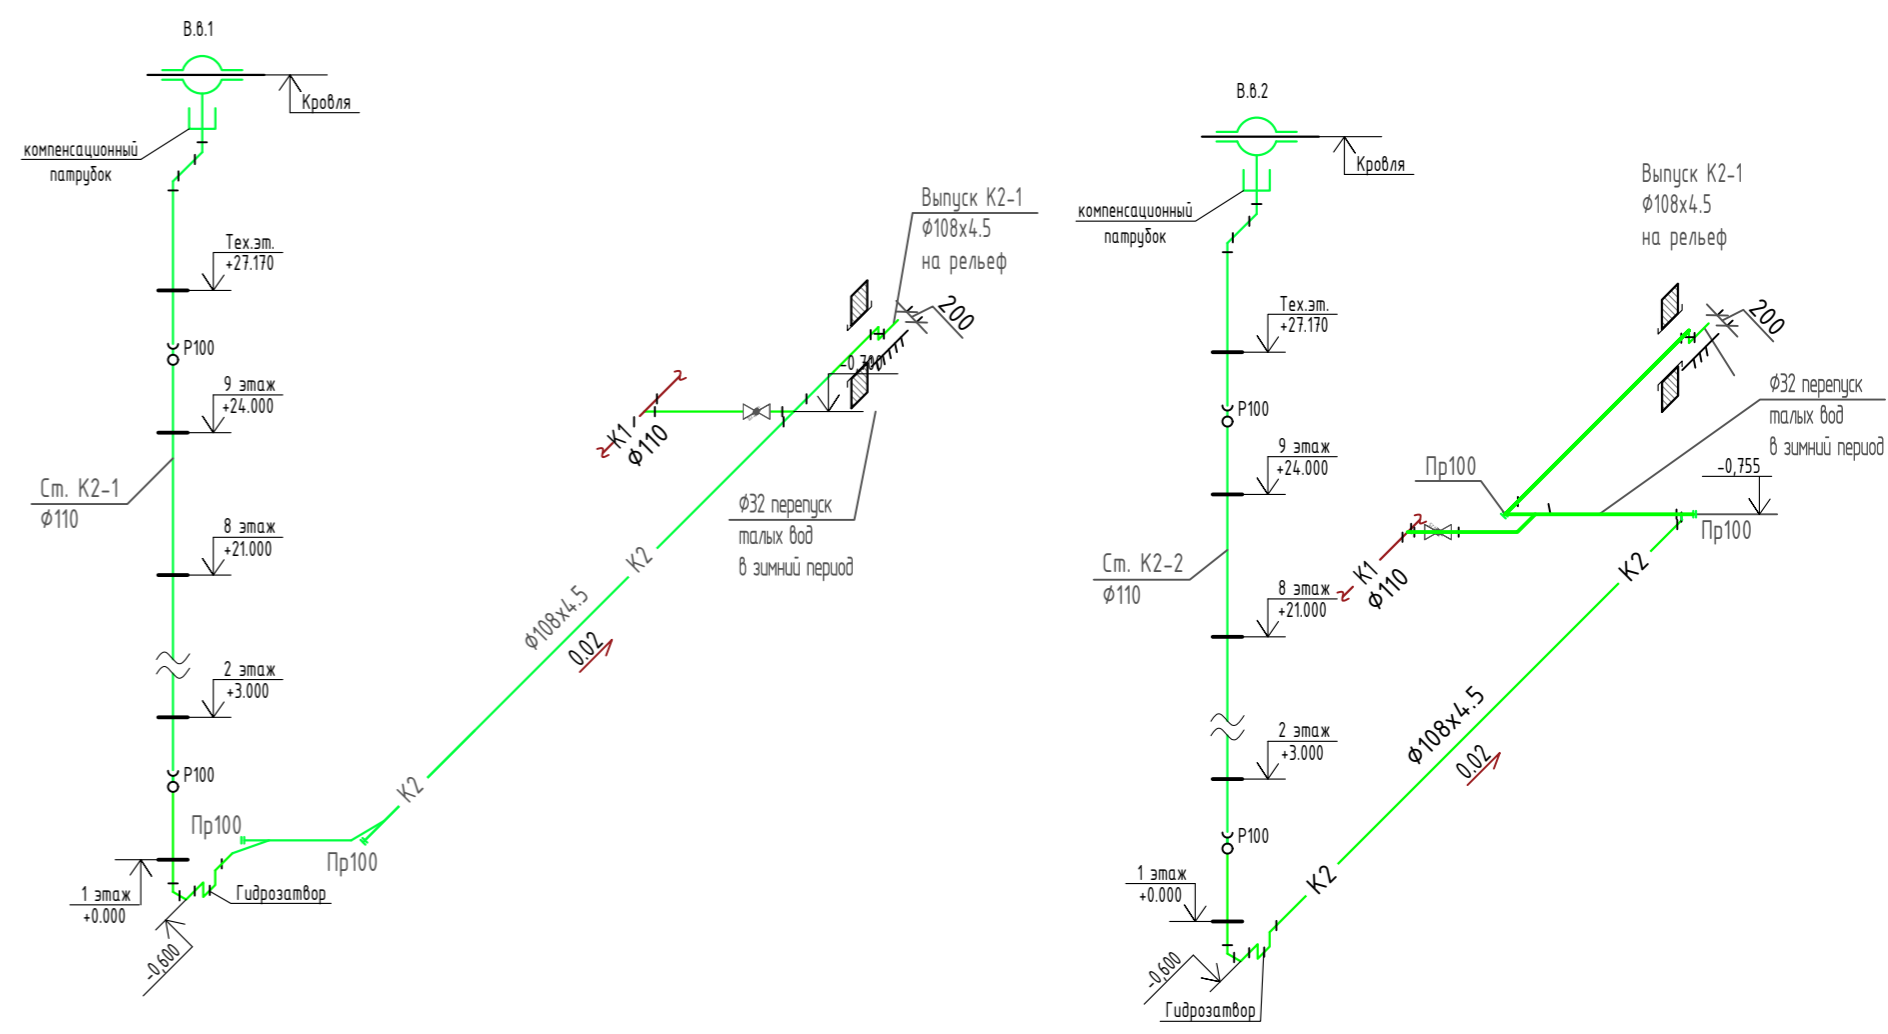 В.в.1
Кровля
компенсационный
патрубок
Тех.эт.
+27.170
Р100
9 этаж
+24.000
Ст. К2-1
Ф110
8 этаж
+21.000
2 этаж
+3.000
Р100
Пр100
Пр100
1 этаж
+0.000
Гидрозатвор
-0,600
К2
Ф108х4.5
0.02
К2
К1
Ф110
Выпуск К2-1
Ф108х4.5
на рельеф
200
-0,700
Ф32 перепуск
талых вод
в зимний период
В.в.2
Кровля
компенсационный
патрубок
Тех.эт.
+27.170
Р100
9 этаж
+24.000
Ст. К2-2
Ф110
8 этаж
+21.000
2 этаж
+3.000
Р100
1 этаж
+0.000
-0,600
Гидрозатвор
К2
Ф108х4.5
0.02
К2
К1
Ф110
Пр100
Пр100
-0,755
Выпуск К2-1
Ф108х4.5
на рельеф
200
Ф32 перепуск
талых вод
в зимний период